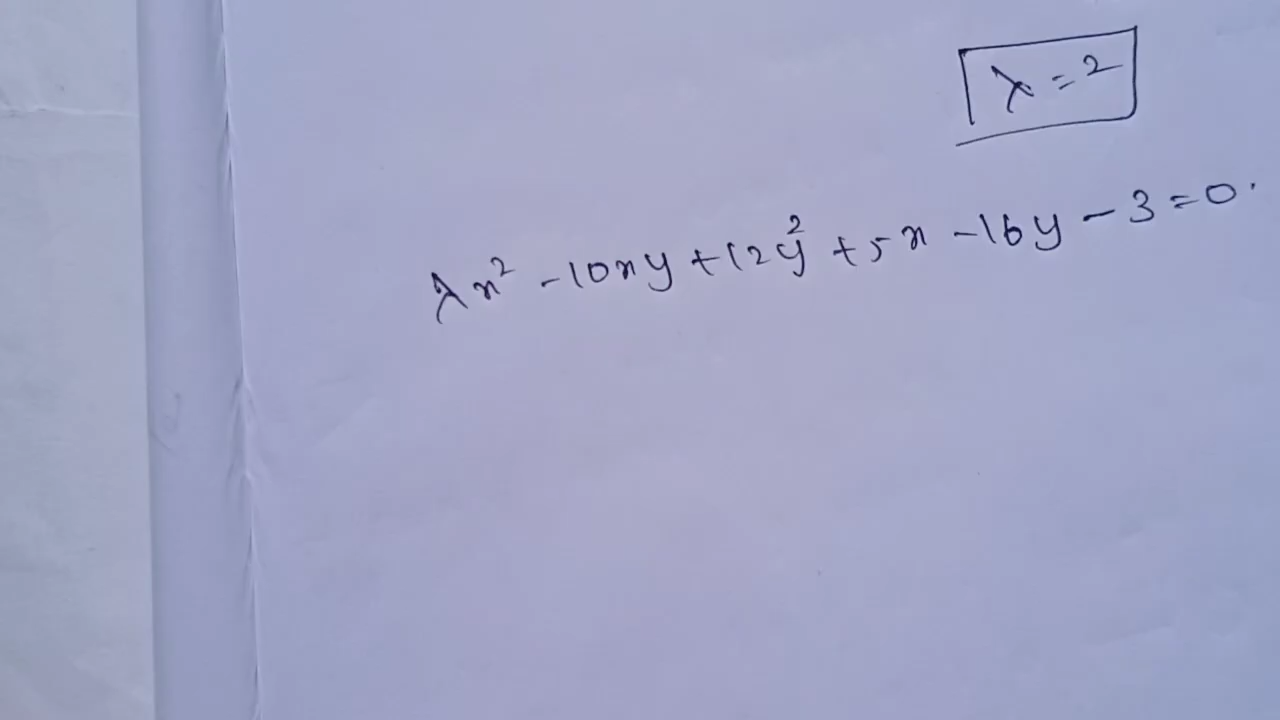 λ = 2
λx² - 10xy + 12y² + 5x - 16y - 3 = 0.